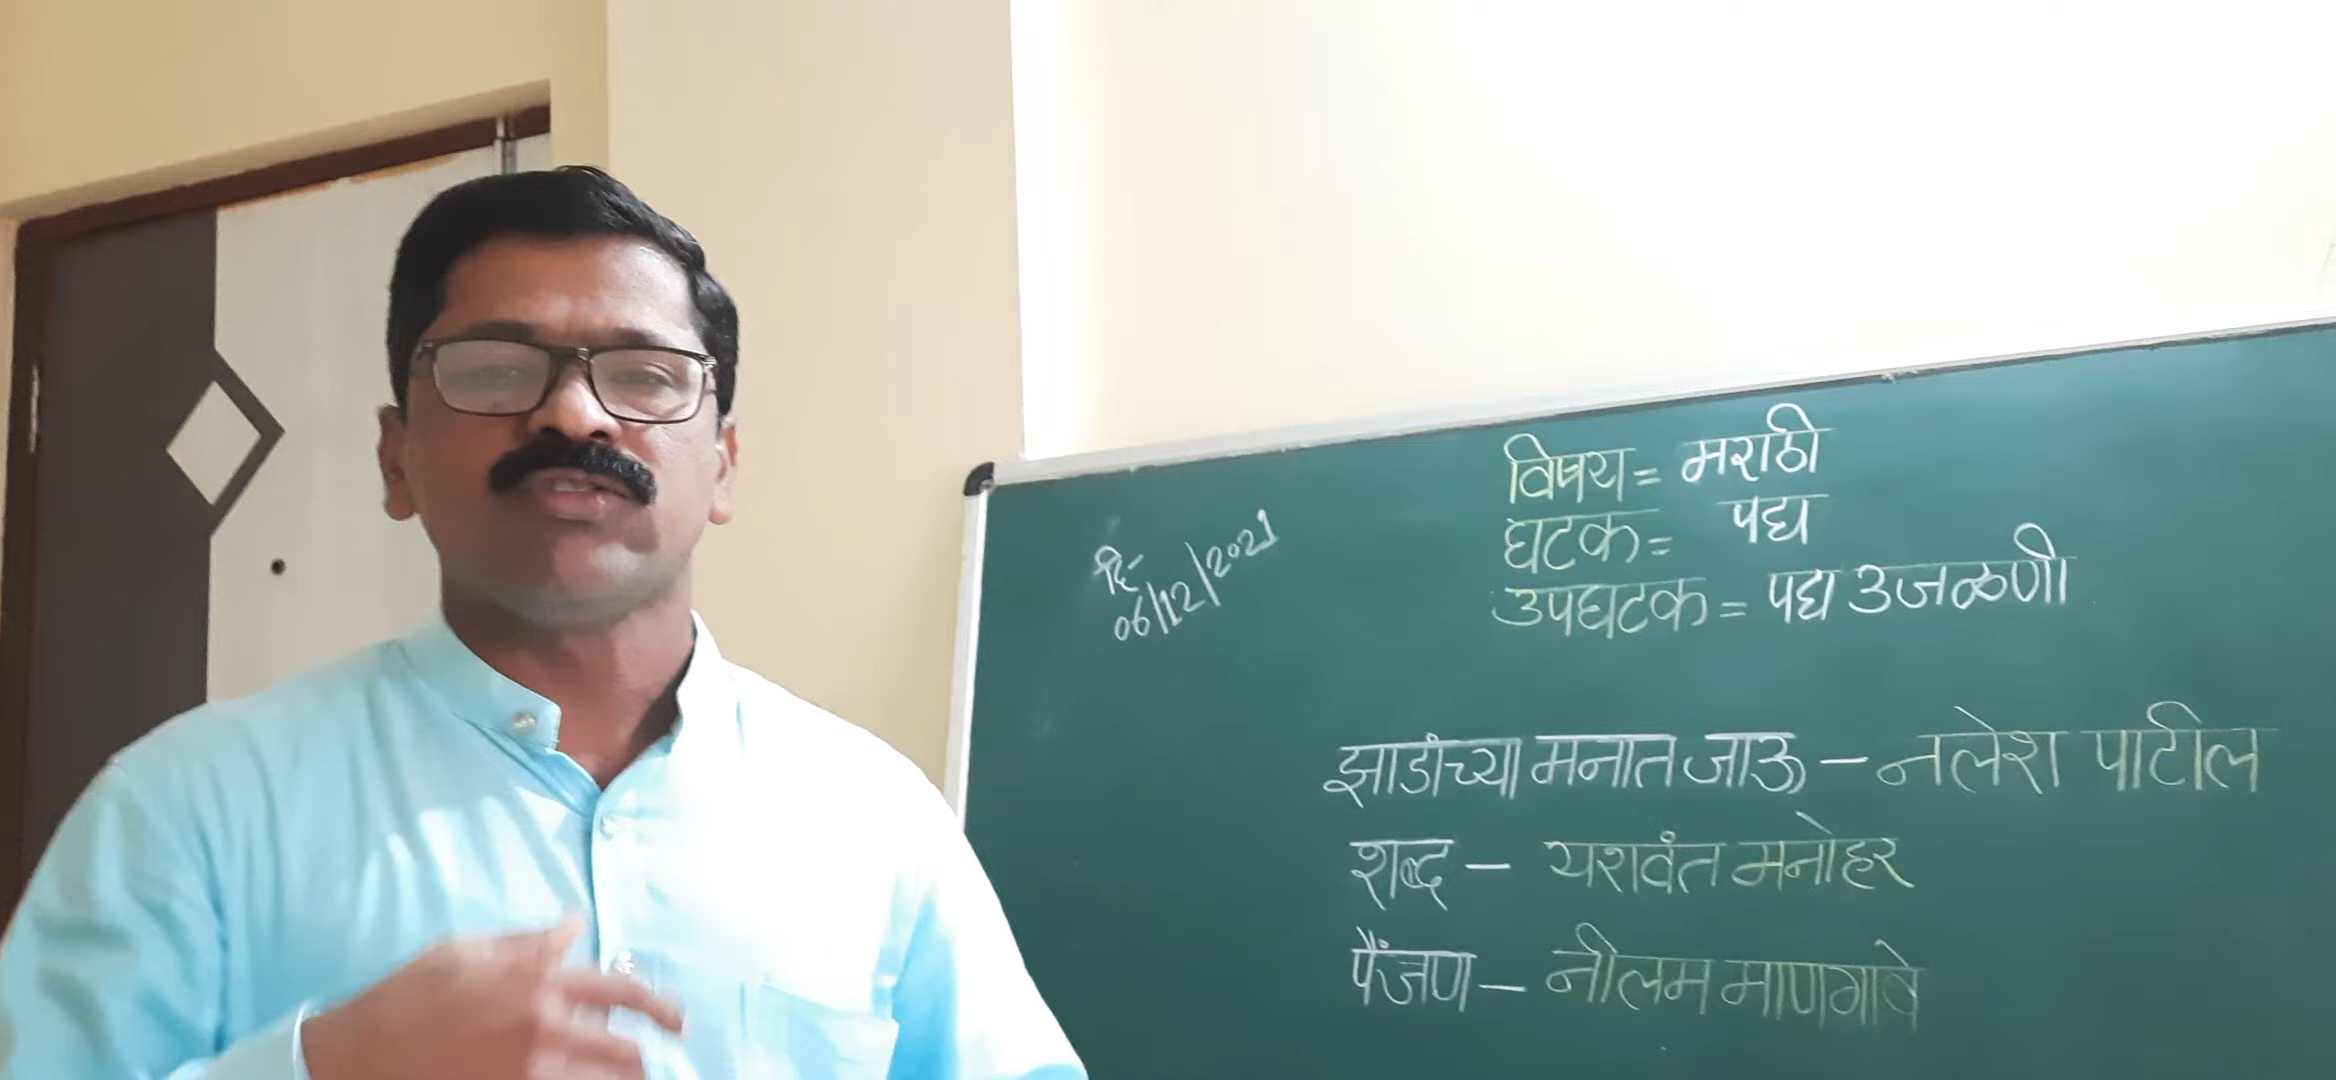 दि-
06/12/2021
विषय = मराठी
घटक = पद्य
उपघटक = पद्य उजळणी
झाडांच्या मनात जाऊ - नलेश पाटील
शब्द - यशवंत मनोहर
पैंजण - नीलम माणगावे